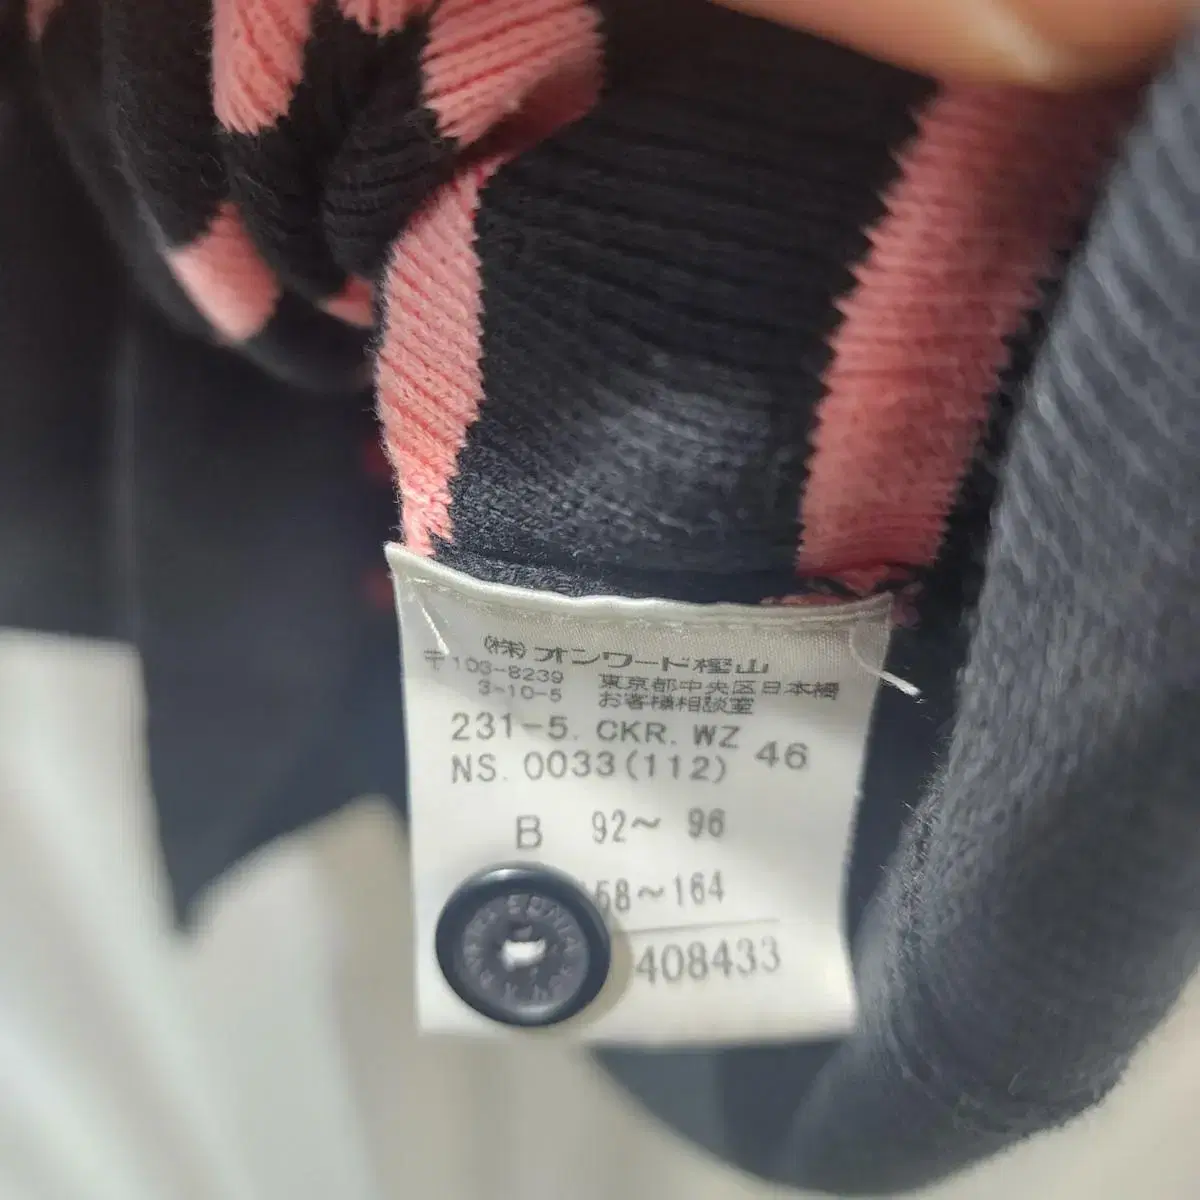 (株)オンワード樫山
〒103-8239 東京都中央区日本橋
3-10-5 お客様相談室
231-5. CKR. WZ 46
NS. 0033(112)
B 92～ 96
58～164
408433